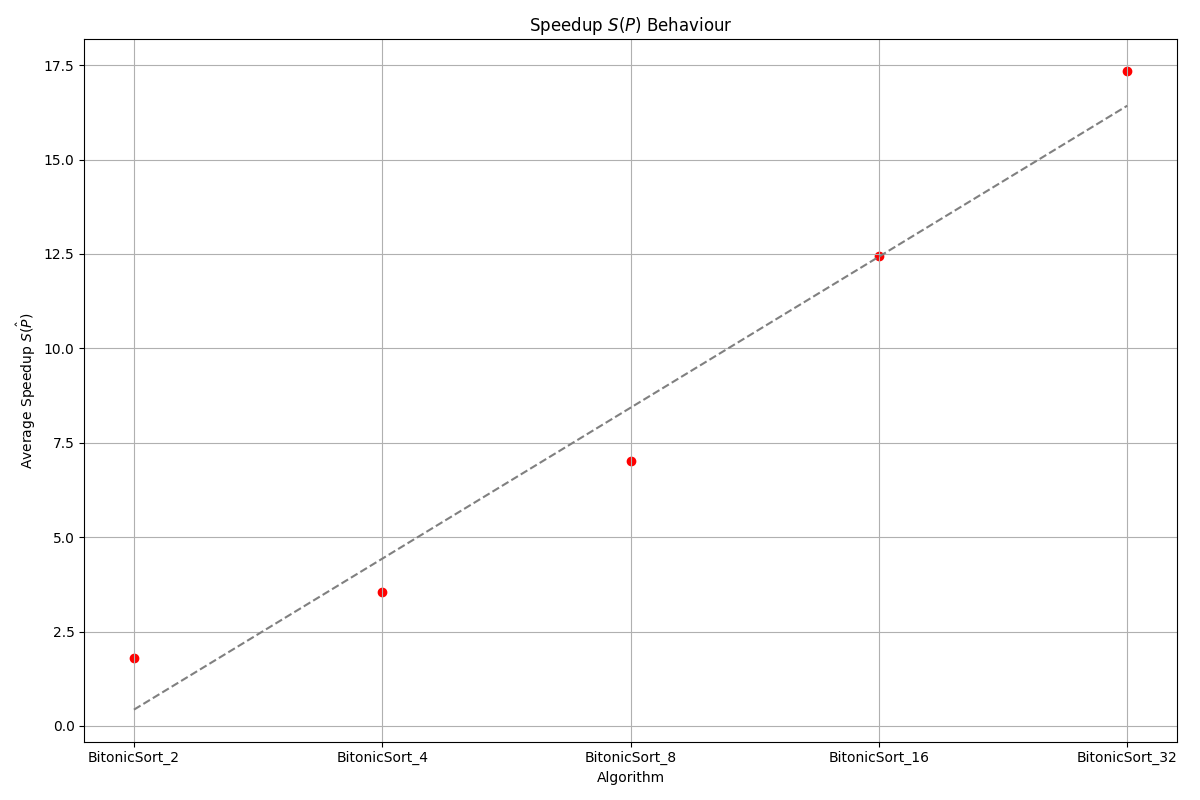 Speedup S(P) Behaviour
Average Speedup Ŝ(P)
17.5
15.0
12.5
10.0
7.5
5.0
2.5
0.0
BitonicSort_2 BitonicSort_4 BitonicSort_8 BitonicSort_16 BitonicSort_32
Algorithm